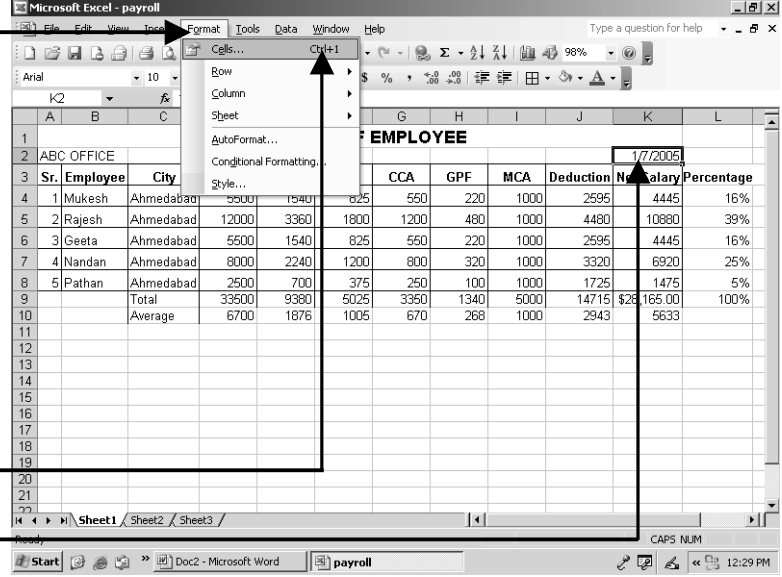 Microsoft Excel - payroll
File Edit View Insert Format Tools Data Window Help Type a question for help
Cells... Ctrl+1 98%
Arial 10 Row $ % ,
K2 fx Column
Sheet
A B C G H I J K L
AutoFormat...
1 EMPLOYEE
2 ABC OFFICE 1/7/2005
Conditional Formatting...
3 Sr. Employee City CCA GPF MCA Deduction Net Salary Percentage
Style...
4 1 Mukesh Ahmedabad 5500 1540 825 550 220 1000 2595 4445 16%
5 2 Rajesh Ahmedabad 12000 3360 1800 1200 480 1000 4480 10880 39%
6 3 Geeta Ahmedabad 5500 1540 825 550 220 1000 2595 4445 16%
7 4 Nandan Ahmedabad 8000 2240 1200 800 320 1000 3320 6920 25%
8 5 Pathan Ahmedabad 2500 700 375 250 100 1000 1725 1475 5%
9 Total 33500 9380 5025 3350 1340 5000 14715 $28,165.00 100%
10 Average 6700 1876 1005 670 268 1000 2943 5633
11
12
13
14
15
16
17
18
19
20
21
22
Sheet1 Sheet2 Sheet3
Ready CAPS NUM
Start Doc2 - Microsoft Word payroll 12:29 PM